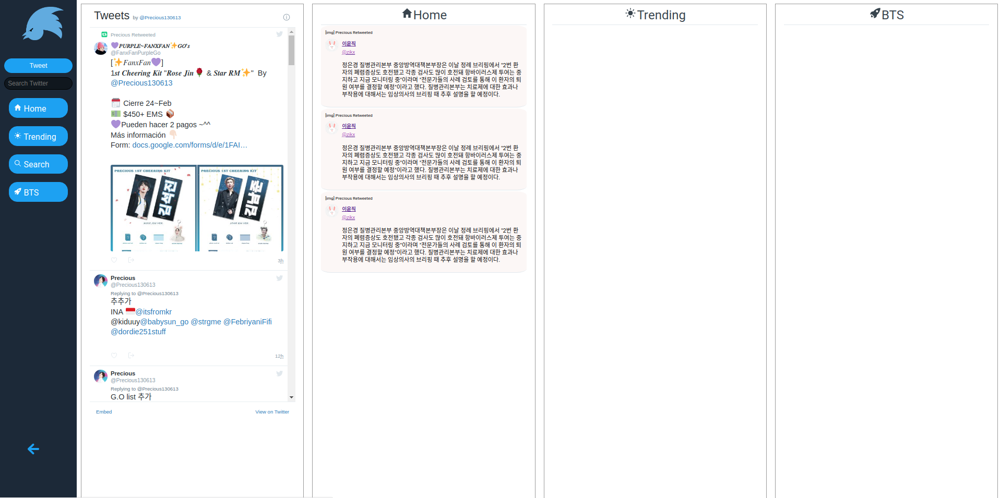 Tweet
Search Twitter
Home
Trending
Search
BTS
Tweets by @Precious130613
Precious Retweeted
💜PURPLE~FANXFAN✨GO's
@FanxFanPurpleGo
[✨FanxFan💜]
1st Cheering Kit "Rose Jin🌹 & Star RM✨" By
@Precious130613
🗓 Cierre 24~Feb
💵 $450+ EMS 📦
💜Pueden hacer 2 pagos ~^^
Más información 👇🏻
Form: docs.google.com/forms/d/e/1FAI…
PRECIOUS 1ST CHEERING KIT
김석진
ROSE JIN VER.
PRECIOUS 1ST CHEERING KIT
김남준
STAR RM VER.
3h
Precious
@Precious130613
Replying to @Precious130613
추추가
INA 🇮🇩@itsfromkr
@kiduuy@babysun_go @strgme @FebriyaniFifi
@dordie251stuff
12h
Precious
@Precious130613
Replying to @Precious130613
G.O list 추가
Embed
View on Twitter
Home
[img] Precious Retweeted
이윤직
@zikx
정은경 질병관리본부 중앙방역대책본부장은 이날 정례 브리핑에서 "2번 환
자의 폐렴증상도 호전됐고 각종 검사도 많이 호전돼 항바이러스제 투여는 중
지하고 지금 모니터링 중"이라며 "전문가들의 사례 검토를 통해 이 환자의 퇴
원 여부를 결정할 예정"이라고 했다. 질병관리본부는 치료제에 대한 효과나
부작용에 대해서는 임상의사의 브리핑 때 추후 설명을 할 예정이다.
[img] Precious Retweeted
이윤직
@zikx
정은경 질병관리본부 중앙방역대책본부장은 이날 정례 브리핑에서 "2번 환
자의 폐렴증상도 호전됐고 각종 검사도 많이 호전돼 항바이러스제 투여는 중
지하고 지금 모니터링 중"이라며 "전문가들의 사례 검토를 통해 이 환자의 퇴
원 여부를 결정할 예정"이라고 했다. 질병관리본부는 치료제에 대한 효과나
부작용에 대해서는 임상의사의 브리핑 때 추후 설명을 할 예정이다.
[img] Precious Retweeted
이윤직
@zikx
정은경 질병관리본부 중앙방역대책본부장은 이날 정례 브리핑에서 "2번 환
자의 폐렴증상도 호전됐고 각종 검사도 많이 호전돼 항바이러스제 투여는 중
지하고 지금 모니터링 중"이라며 "전문가들의 사례 검토를 통해 이 환자의 퇴
원 여부를 결정할 예정"이라고 했다. 질병관리본부는 치료제에 대한 효과나
부작용에 대해서는 임상의사의 브리핑 때 추후 설명을 할 예정이다.
Trending
BTS